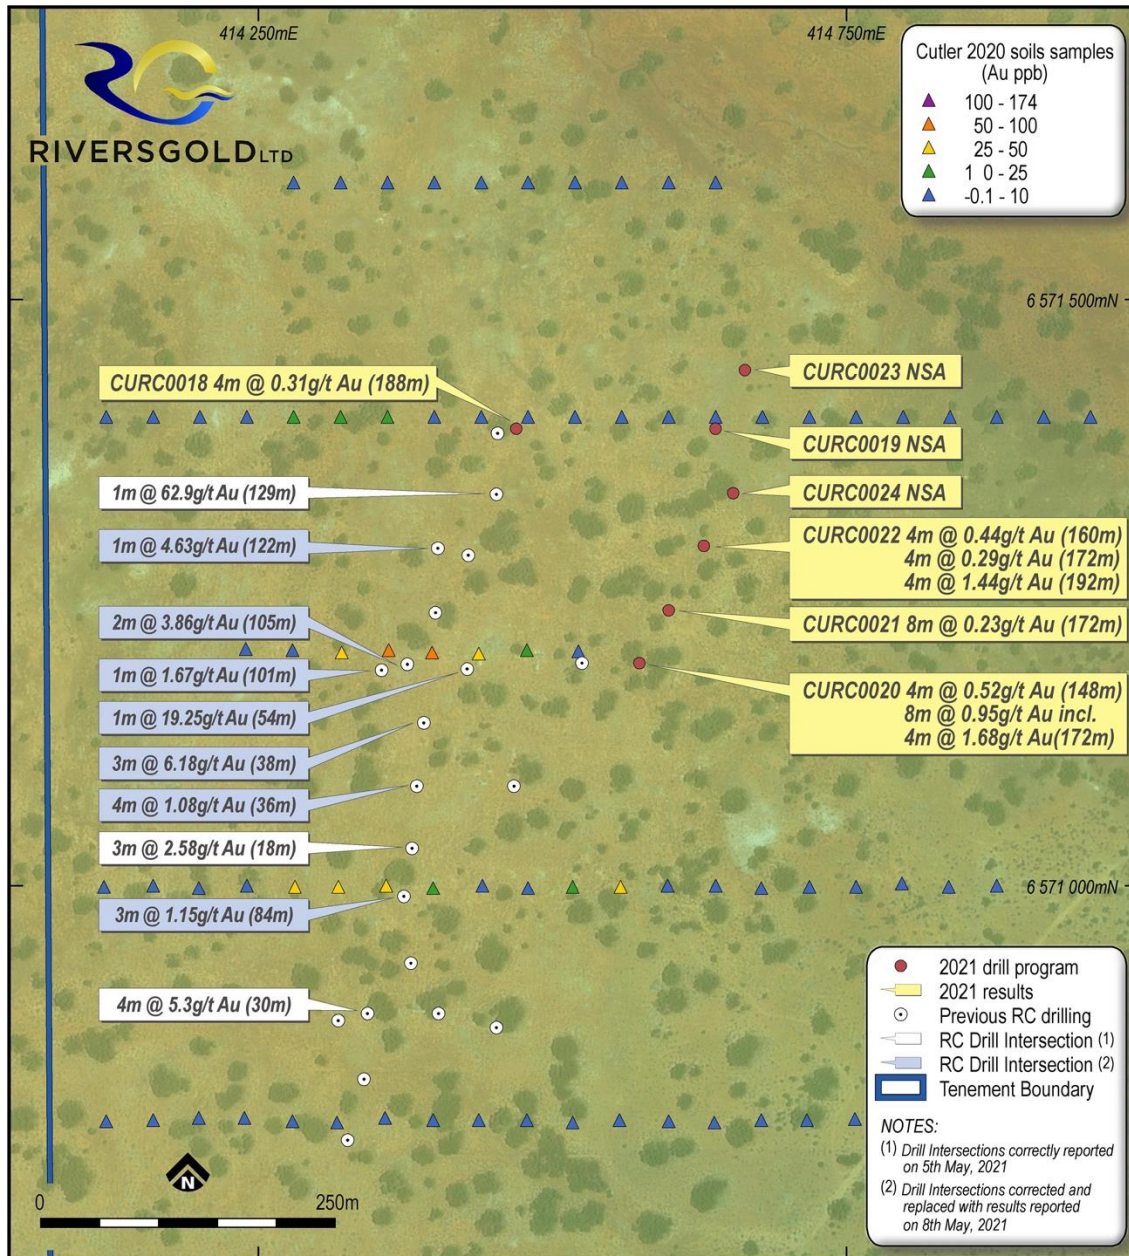 414 250mE
414 750mE
RIVERSGOLD LTD
Cutler 2020 soils samples
(Au ppb)
100 - 174
50 - 100
25 - 50
1 0 - 25
-0.1 - 10
6 571 500mN
CURC0018 4m @ 0.31g/t Au (188m)
CURC0023 NSA
CURC0019 NSA
1m @ 62.9g/t Au (129m)
CURC0024 NSA
1m @ 4.63g/t Au (122m)
CURC0022 4m @ 0.44g/t Au (160m)
4m @ 0.29g/t Au (172m)
4m @ 1.44g/t Au (192m)
2m @ 3.86g/t Au (105m)
CURC0021 8m @ 0.23g/t Au (172m)
1m @ 1.67g/t Au (101m)
1m @ 19.25g/t Au (54m)
CURC0020 4m @ 0.52g/t Au (148m)
8m @ 0.95g/t Au incl.
4m @ 1.68g/t Au(172m)
3m @ 6.18g/t Au (38m)
4m @ 1.08g/t Au (36m)
3m @ 2.58g/t Au (18m)
6 571 000mN
3m @ 1.15g/t Au (84m)
4m @ 5.3g/t Au (30m)
2021 drill program
2021 results
Previous RC drilling
RC Drill Intersection (1)
RC Drill Intersection (2)
Tenement Boundary
NOTES:
(1) Drill Intersections correctly reported
on 5th May, 2021
(2) Drill Intersections corrected and
replaced with results reported
on 8th May, 2021
N
0 250m